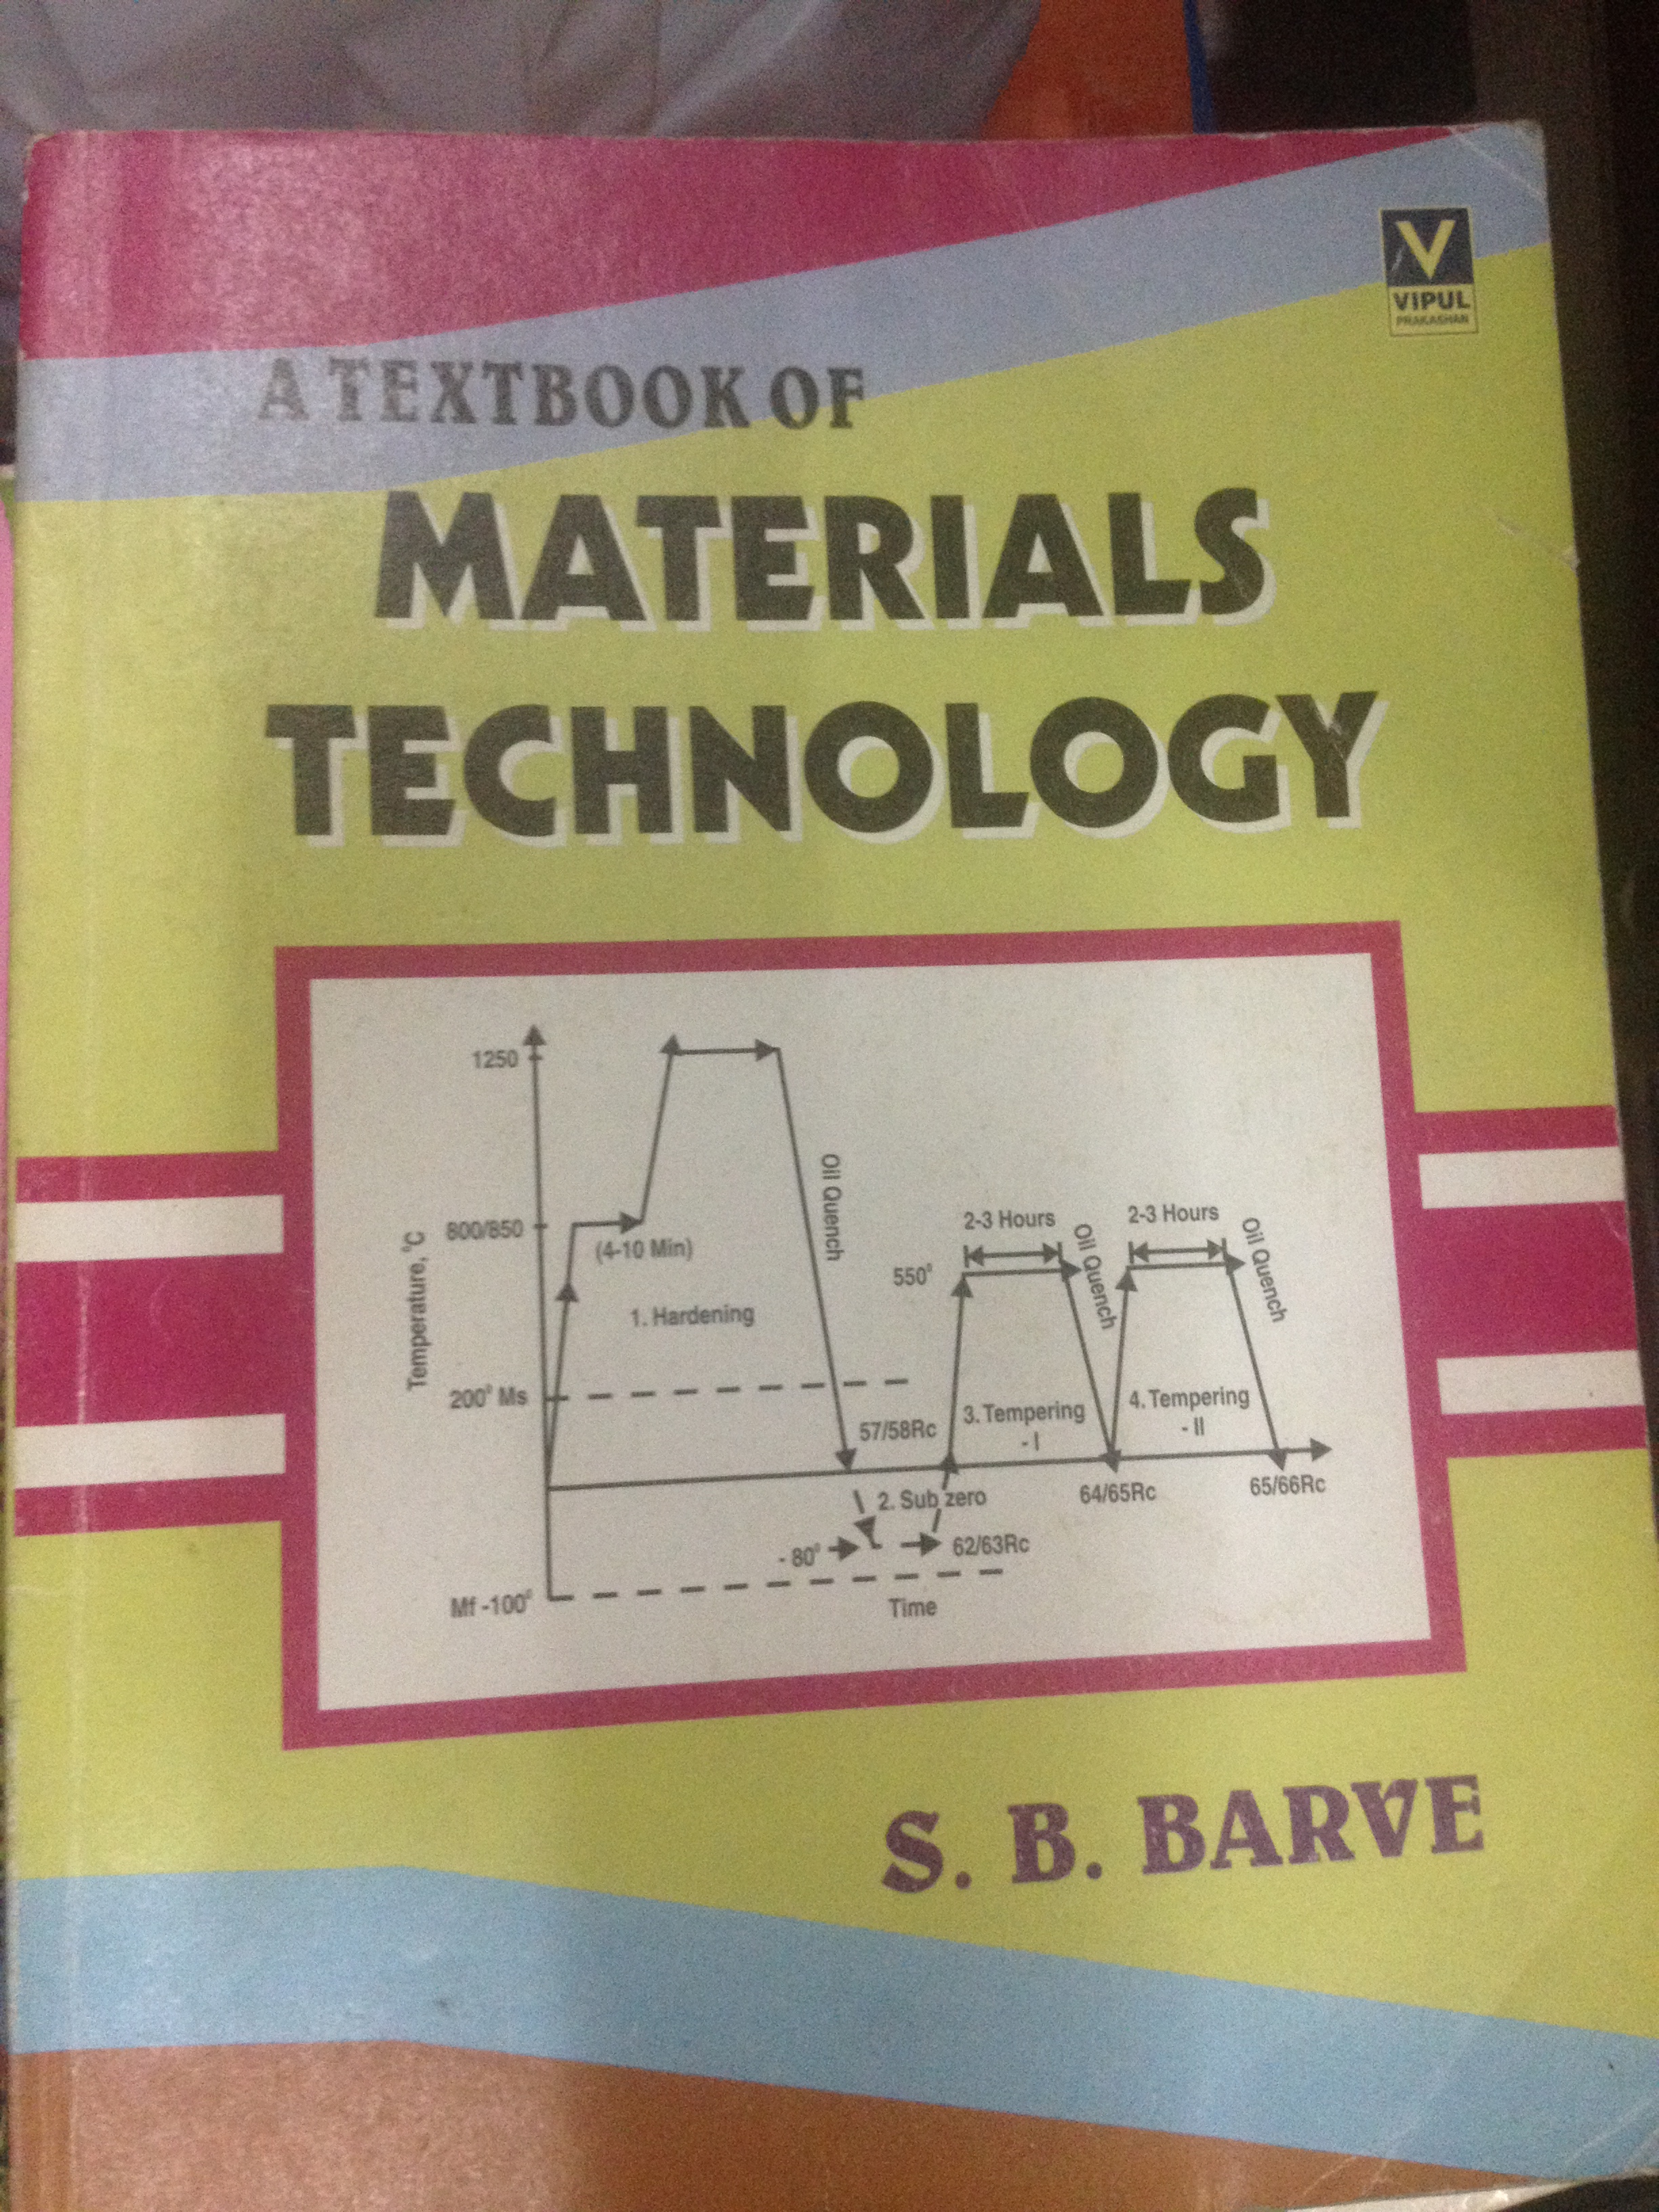 V
VIPUL
PRAKASHAN
A TEXTBOOK OF
MATERIALS
TECHNOLOGY
1250
800/850
(4-10 Min)
Oil Quench
2-3 Hours
2-3 Hours
Oil Quench
Oil Quench
550°
Temperature, °C
1. Hardening
200° Ms
57/58Rc
3. Tempering
- I
4. Tempering
- II
2. Sub zero
64/65Rc
65/66Rc
- 80°
62/63Rc
Mf -100°
Time
S. B. BARVE